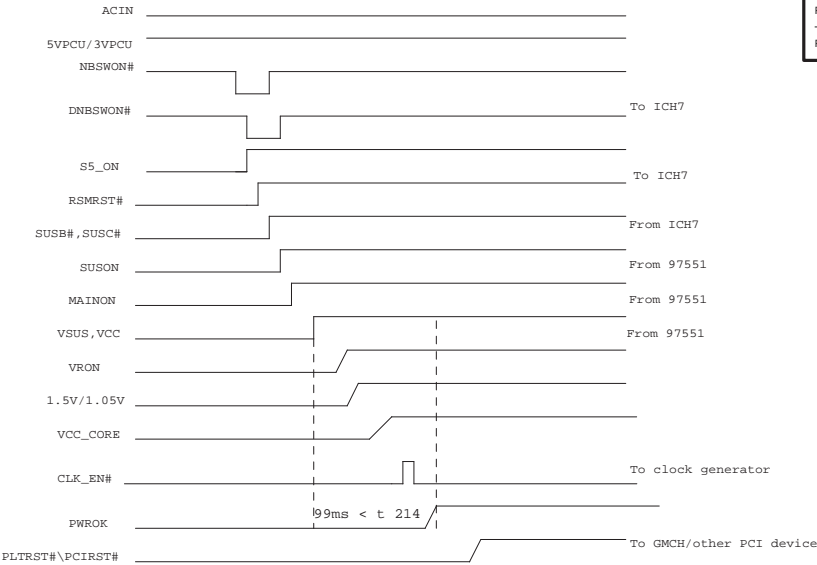 ACIN
5VPCU/3VPCU
NBSWON#
DNBSWON#
To ICH7
S5_ON
To ICH7
RSMRST#
From ICH7
SUSB#,SUSC#
SUSON
From 97551
MAINON
From 97551
VSUS,VCC
From 97551
VRON
1.5V/1.05V
VCC_CORE
CLK_EN#
To clock generator
99ms < t 214
PWROK
PLTRST#\PCIRST#
To GMCH/other PCI device